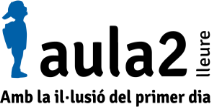 aula2
lleure
Amb la il·lusió del primer dia